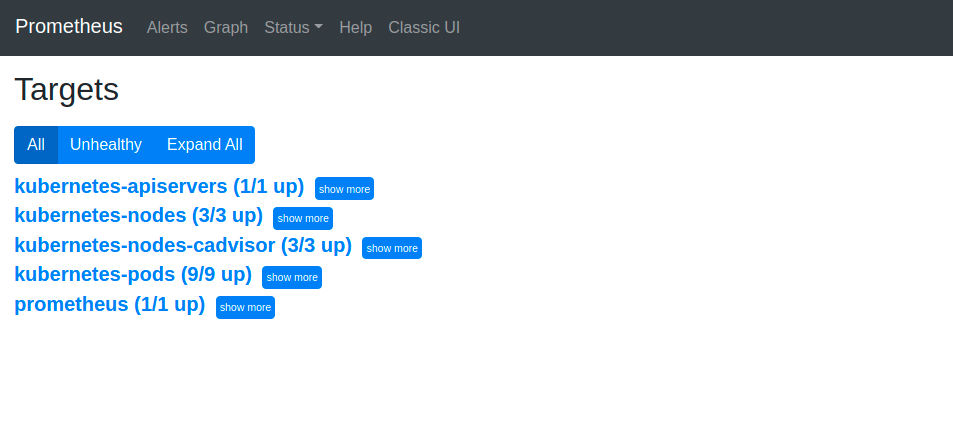 Prometheus Alerts Graph Status Help Classic UI
Targets
All Unhealthy Expand All
kubernetes-apiservers (1/1 up) show more
kubernetes-nodes (3/3 up) show more
kubernetes-nodes-cadvisor (3/3 up) show more
kubernetes-pods (9/9 up) show more
prometheus (1/1 up) show more